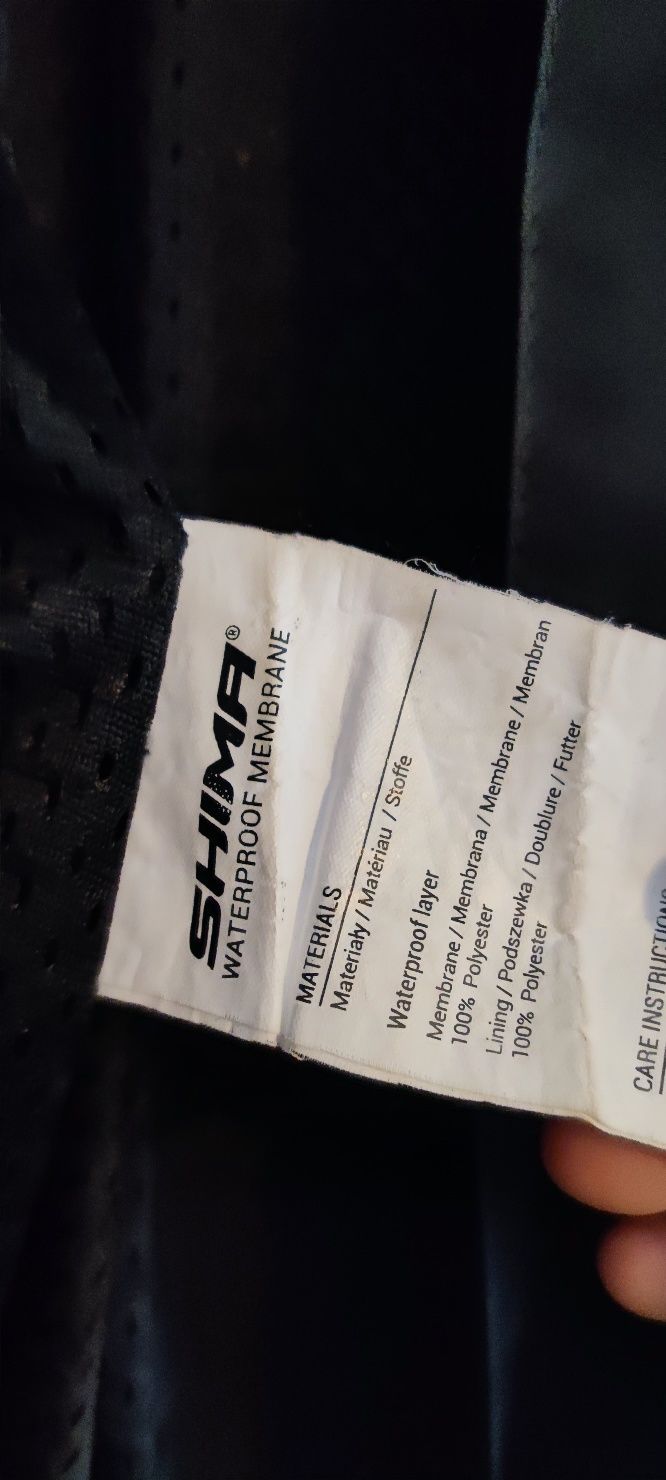 SHIMA®
WATERPROOF MEMBRANE
MATERIALS
Materiały / Matériau / Stoffe
Waterproof layer
Membrane / Membrana / Membrane / Membran
100% Polyester
Lining / Podszewka / Doublure / Futter
100% Polyester
CARE INSTRUCTIONS